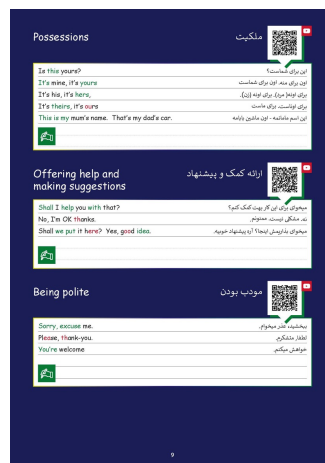 Possessions
ملکیت
Is this yours?
این برای شماست؟
It's mine, it's yours
اون برای منه. اون برای شماست
It's his, it's hers,
برای اونه( مرد). برای اونه (زن).
It's theirs, it's ours
برای اوناست. برای ماست
This is my mum's name. That's my dad's car.
این اسم مامانمه - اون ماشین بابامه
Offering help and
making suggestions
ارائه کمک و پیشنهاد
Shall I help you with that?
میخوای برای این کار بهت کمک کنم؟
No, I'm OK thanks.
نه. مشکلی نیست. ممنونم.
Shall we put it here? Yes, good idea.
میخوای بذاریمش اینجا؟ آره پیشنهاد خوبیه.
Being polite
مودب بودن
Sorry, excuse me.
ببخشید، عذر میخوام.
Please, thank-you.
لطفا، متشکرم.
You're welcome
خواهش میکنم.
9